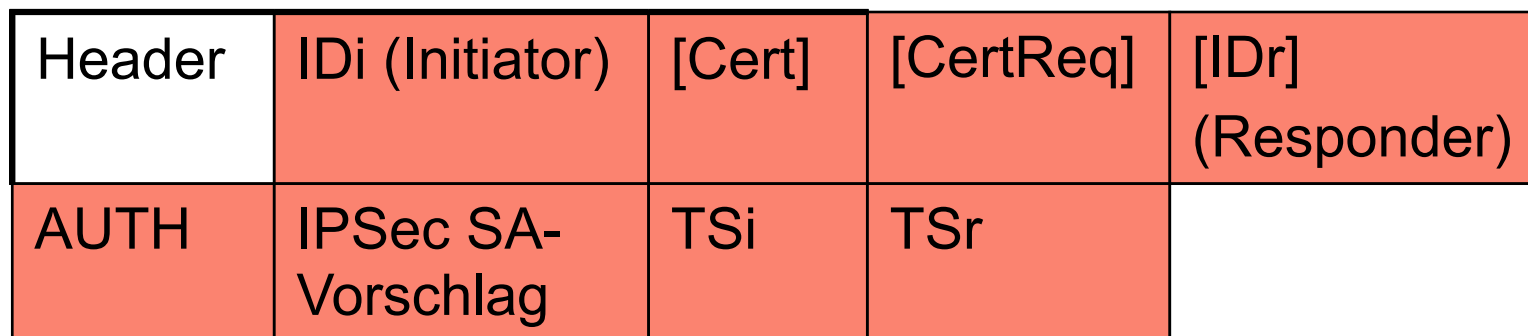 Header
IDi (Initiator)
[Cert]
[CertReq]
[IDr]
(Responder)
AUTH
IPSec SA-
Vorschlag
TSi
TSr